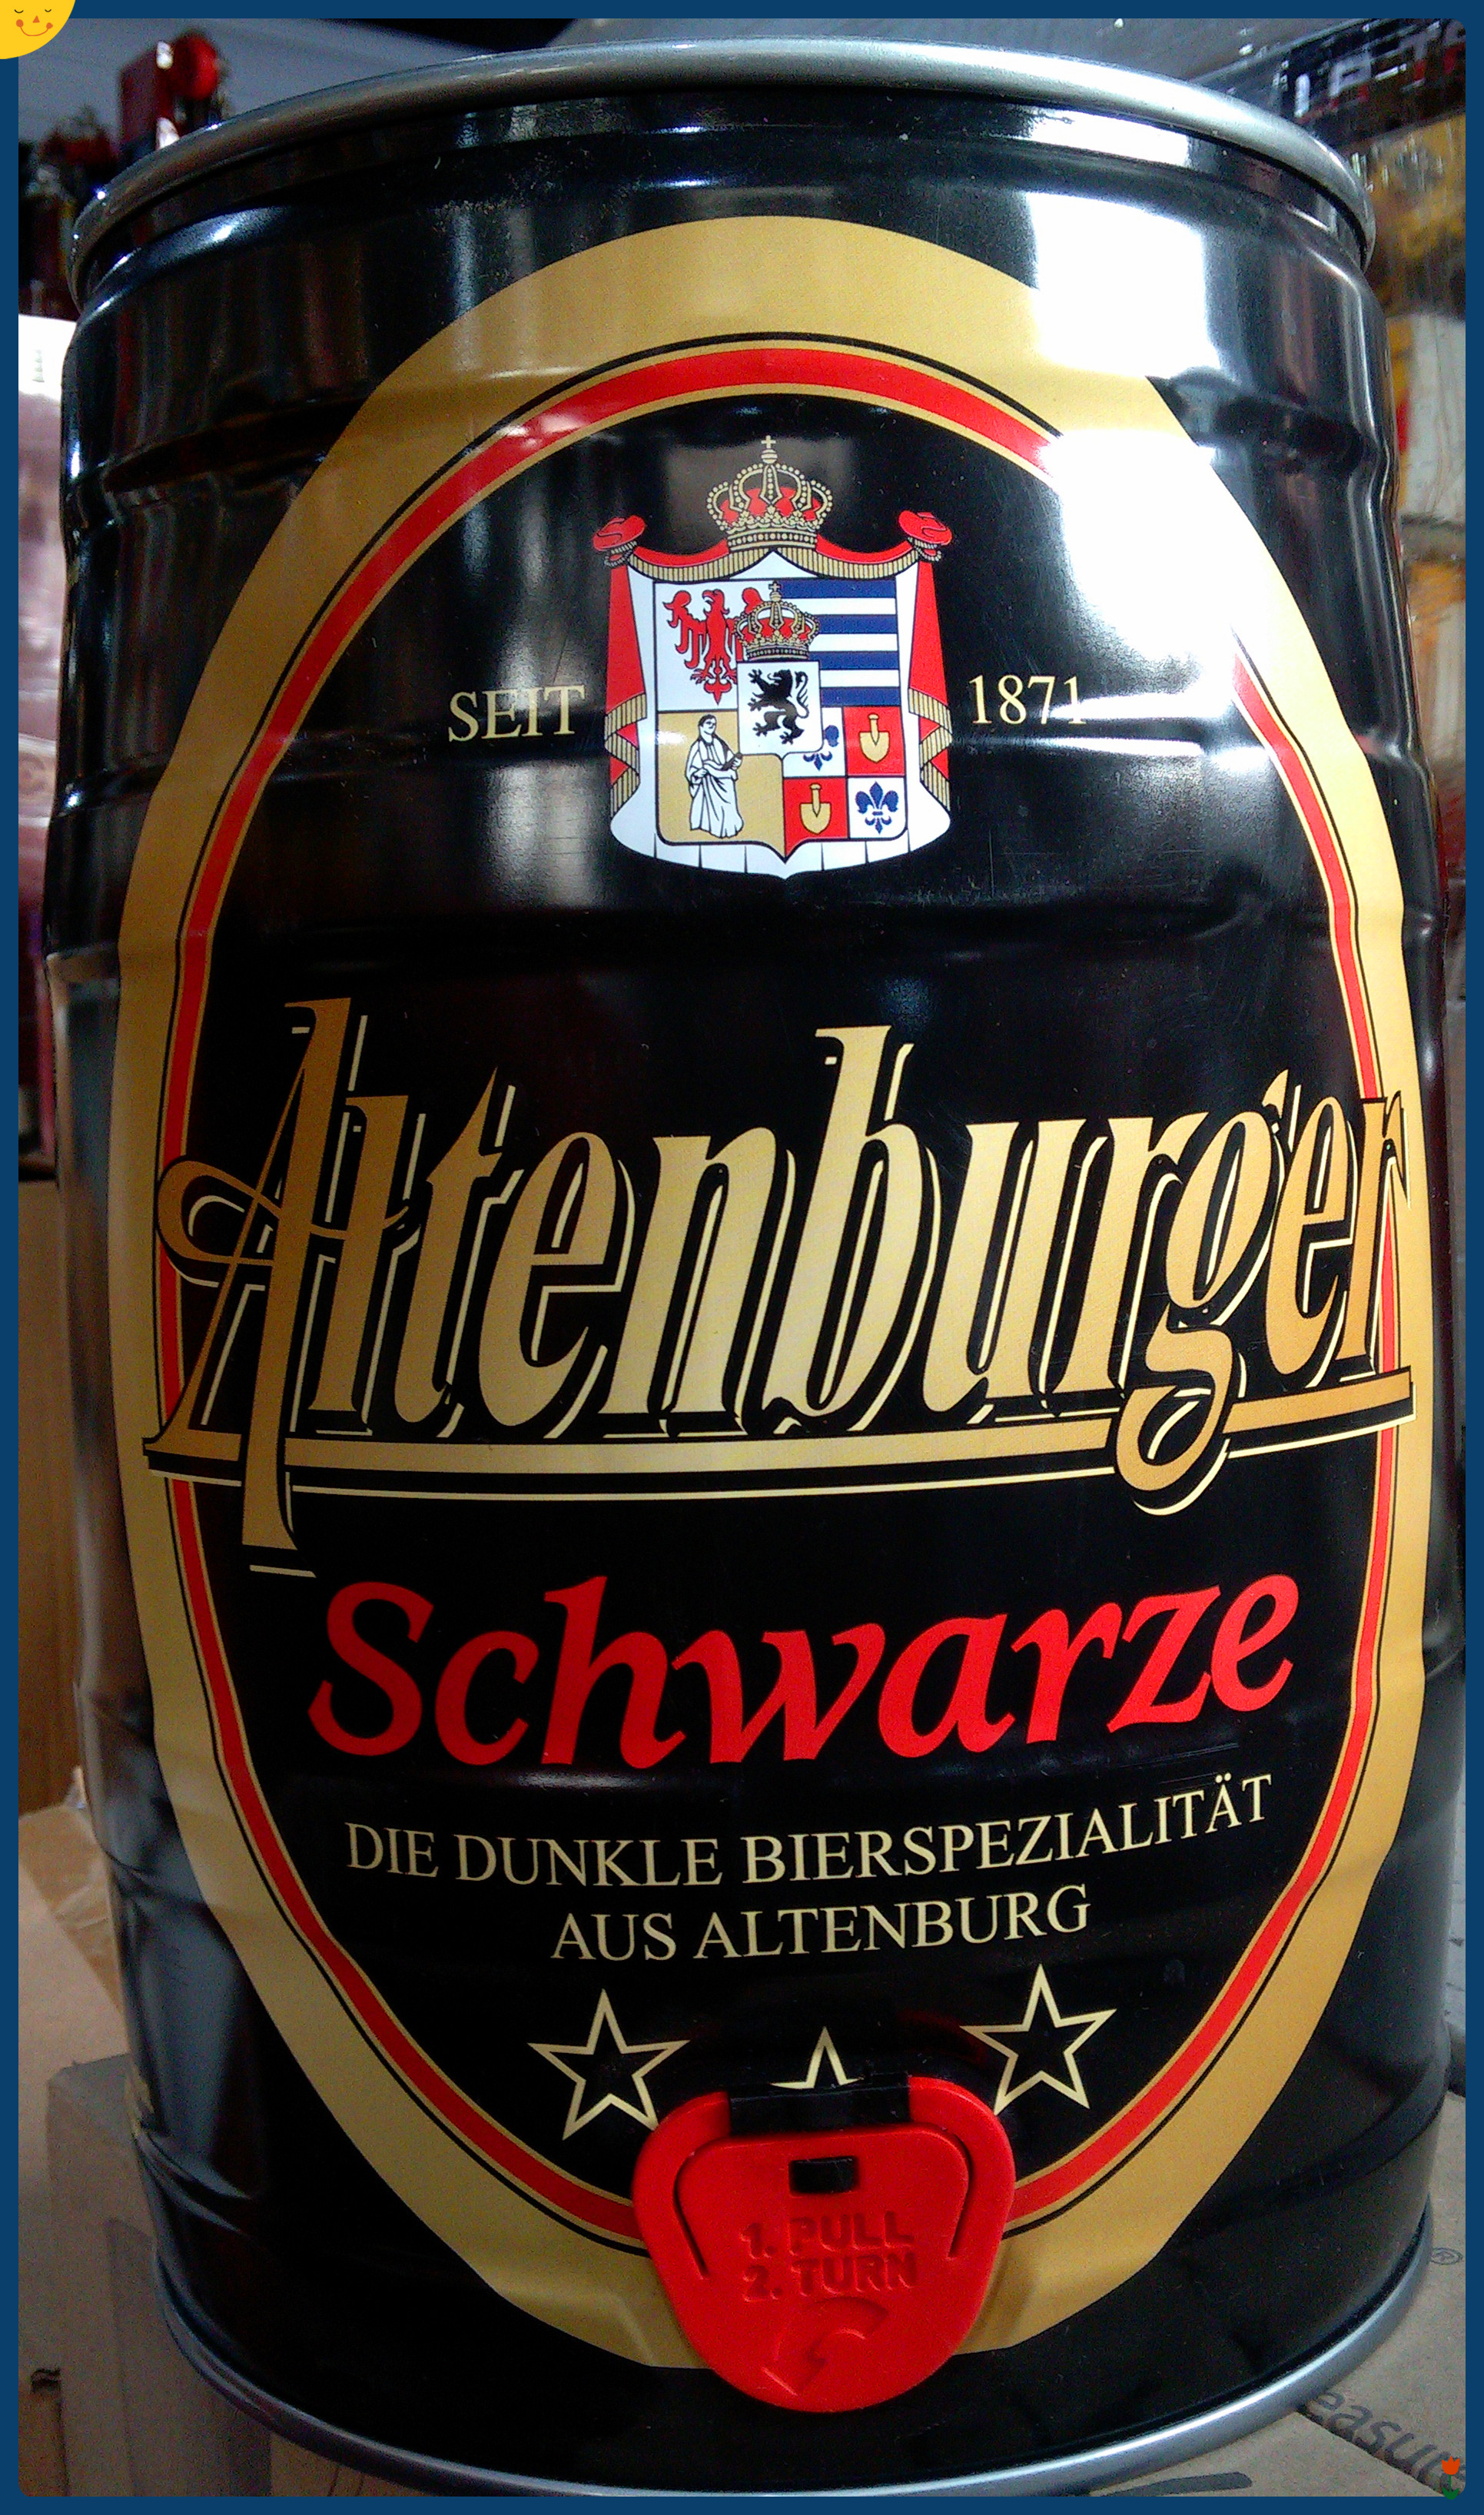 SEIT 1871
Altenburger
Schwarze
DIE DUNKLE BIERSPEZIALITÄT
AUS ALTENBURG
1. PULL
2. TURN